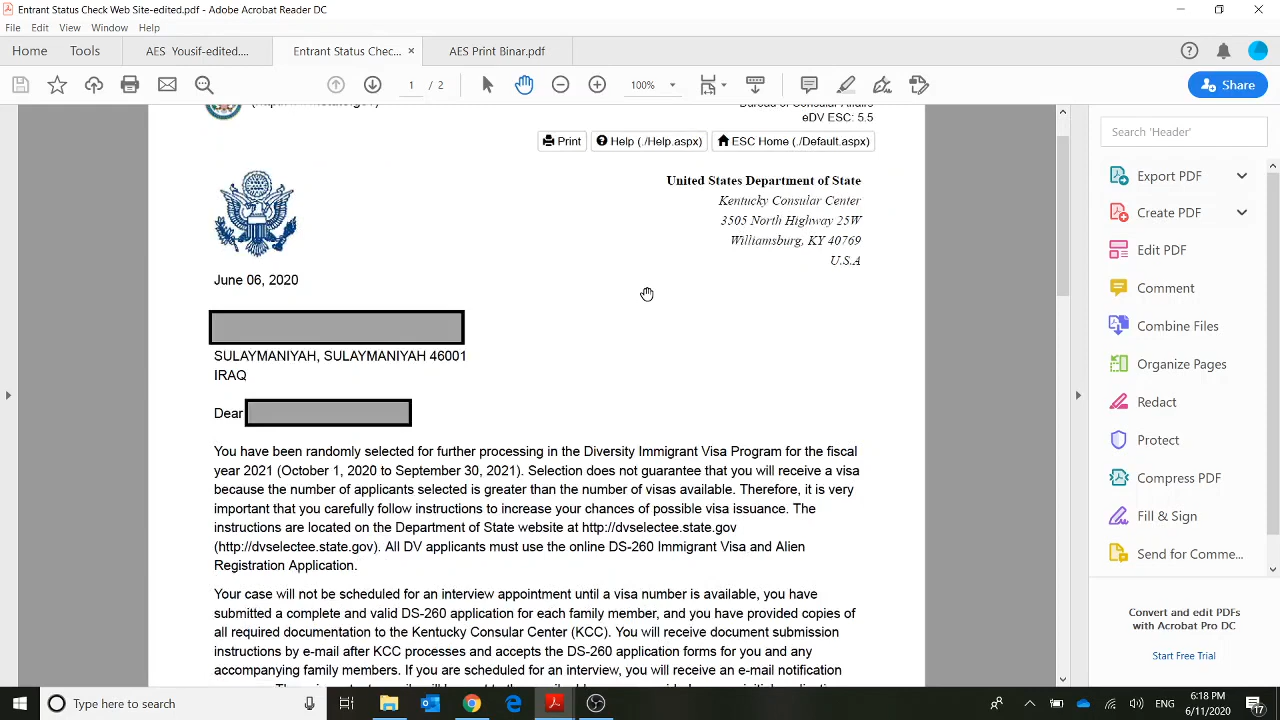 Entrant Status Check Web Site-edited.pdf - Adobe Acrobat Reader DC
File Edit View Window Help
Home Tools AES Yousif-edited.... Entrant Status Chec... × AES Print Binar.pdf
1 / 2 100% Share
Bureau of Consular Affairs
eDV ESC: 5.5
Print Help (./Help.aspx) ESC Home (./Default.aspx)
United States Department of State
Kentucky Consular Center
3505 North Highway 25W
Williamsburg, KY 40769
U.S.A
June 06, 2020
SULAYMANIYAH, SULAYMANIYAH 46001
IRAQ
Dear
You have been randomly selected for further processing in the Diversity Immigrant Visa Program for the fiscal
year 2021 (October 1, 2020 to September 30, 2021). Selection does not guarantee that you will receive a visa
because the number of applicants selected is greater than the number of visas available. Therefore, it is very
important that you carefully follow instructions to increase your chances of possible visa issuance. The
instructions are located on the Department of State website at http://dvselectee.state.gov
(http://dvselectee.state.gov). All DV applicants must use the online DS-260 Immigrant Visa and Alien
Registration Application.
Your case will not be scheduled for an interview appointment until a visa number is available, you have
submitted a complete and valid DS-260 application for each family member, and you have provided copies of
all required documentation to the Kentucky Consular Center (KCC). You will receive document submission
instructions by e-mail after KCC processes and accepts the DS-260 application forms for you and any
accompanying family members. If you are scheduled for an interview, you will receive an e-mail notification
Search 'Header'
Export PDF
Create PDF
Edit PDF
Comment
Combine Files
Organize Pages
Redact
Protect
Compress PDF
Fill & Sign
Send for Comme...
Convert and edit PDFs
with Acrobat Pro DC
Start Free Trial
Type here to search
ENG
6:18 PM
6/11/2020
17